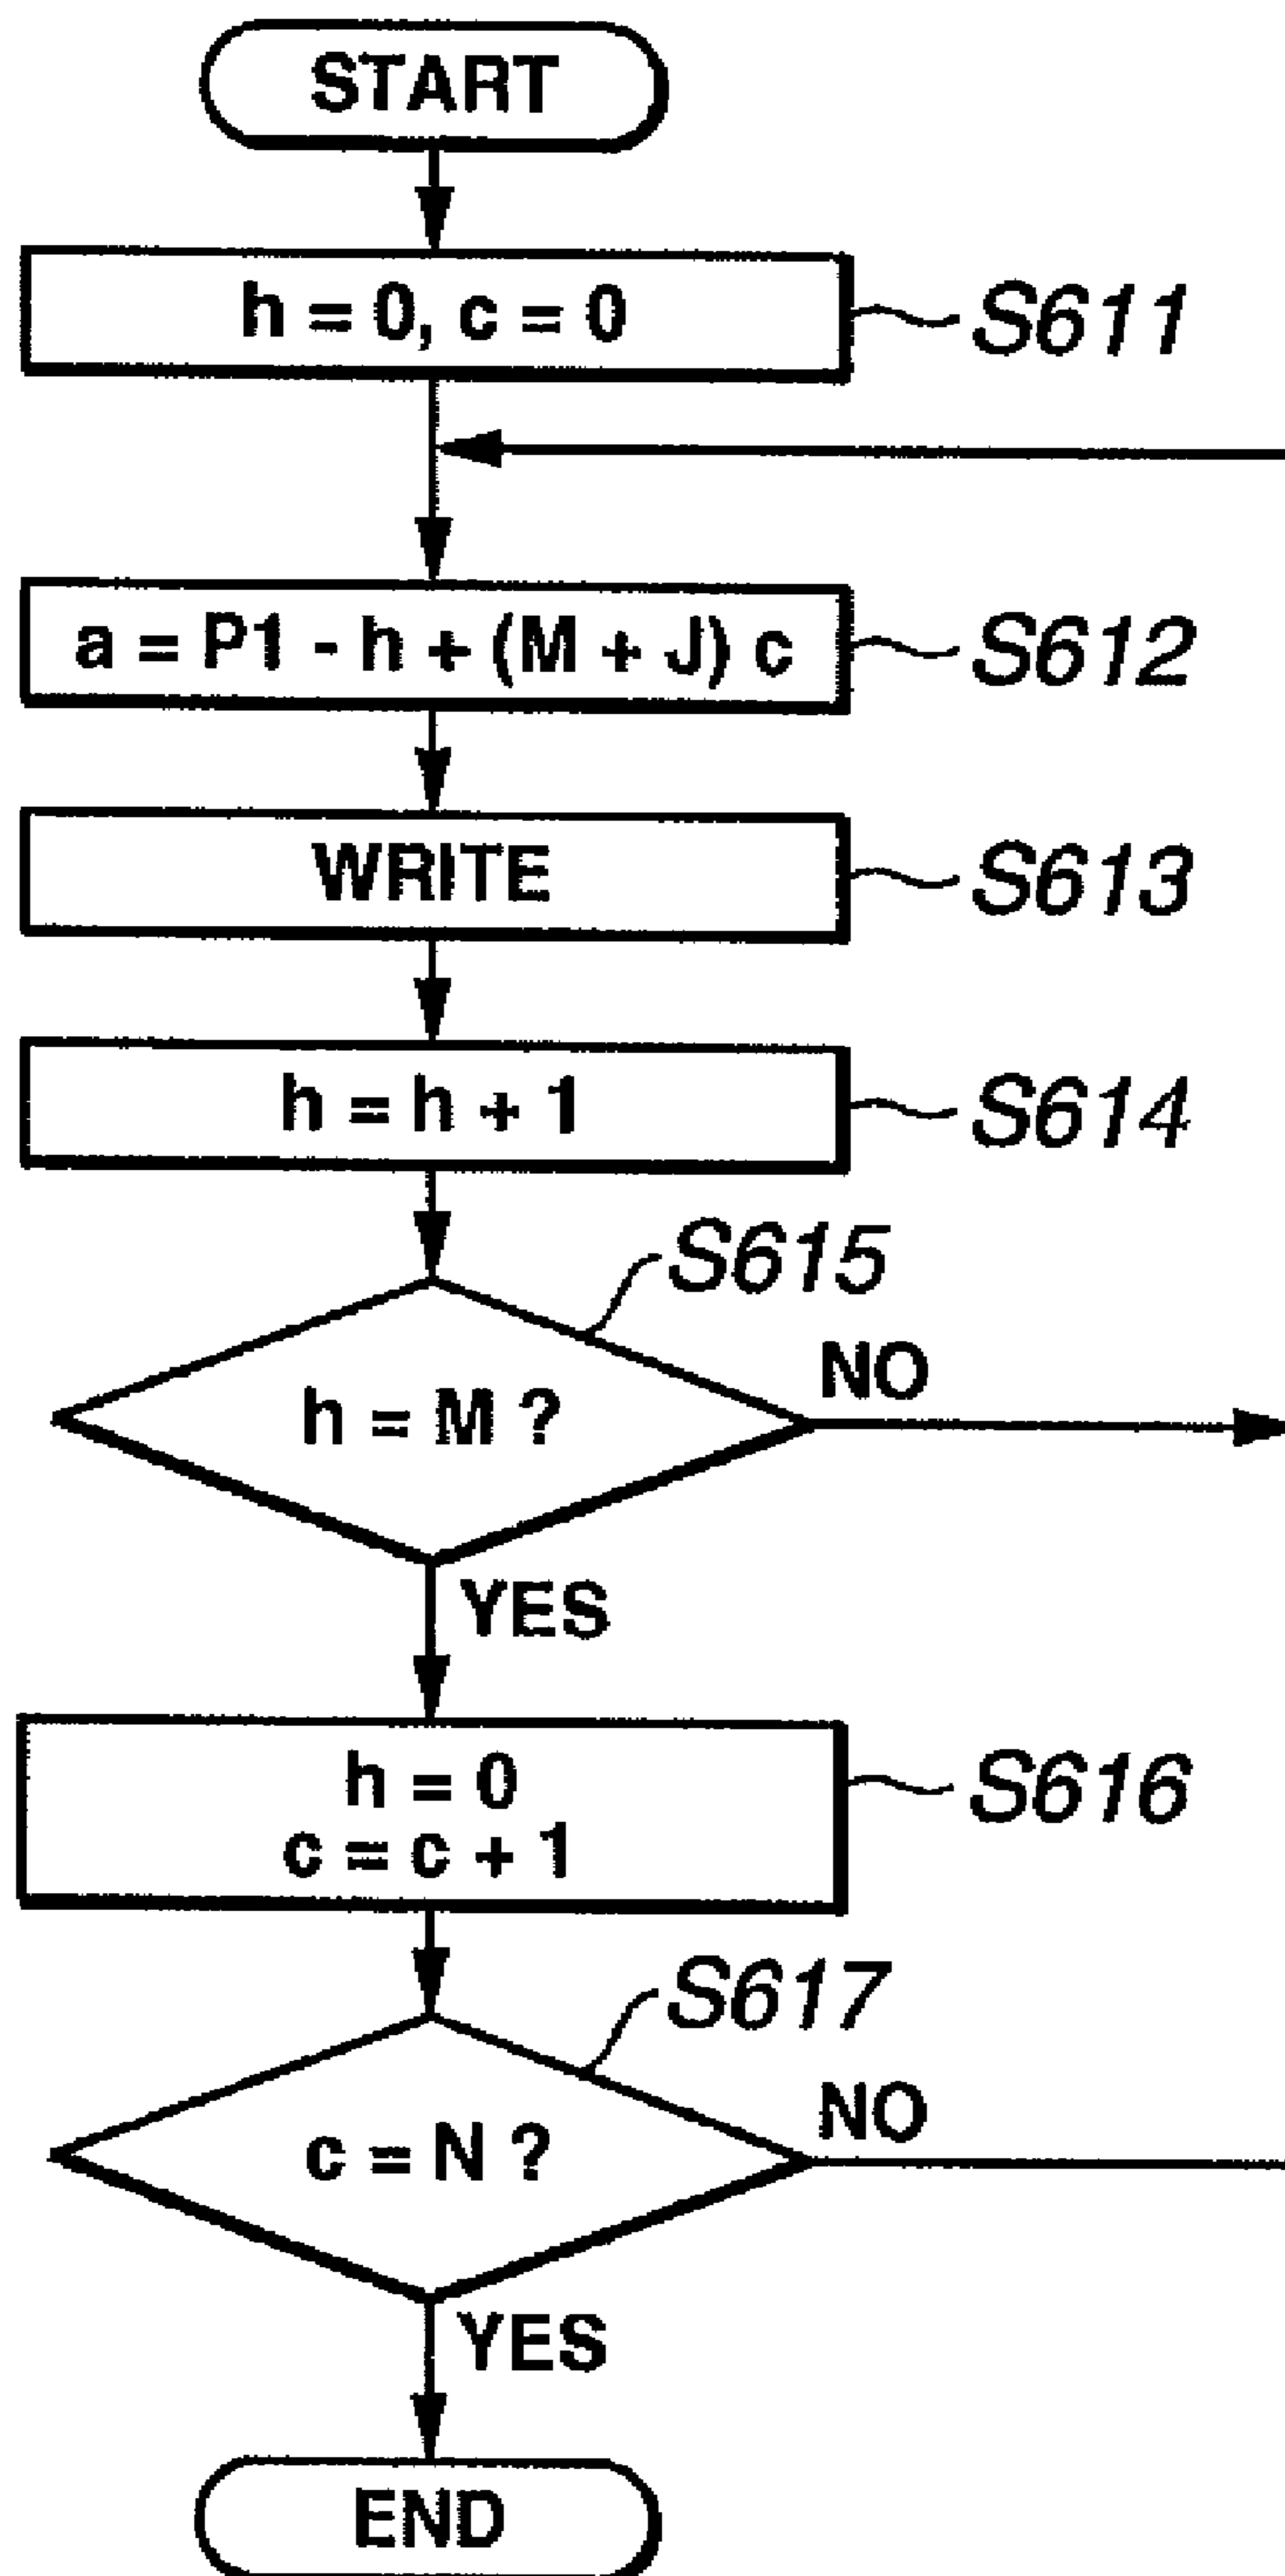 START
h = 0, c = 0
S611
a = P1 - h + (M + J) c
S612
WRITE
S613
h = h + 1
S614
S615
h = M ?
NO
YES
h = 0
c = c + 1
S616
S617
c = N ?
NO
YES
END